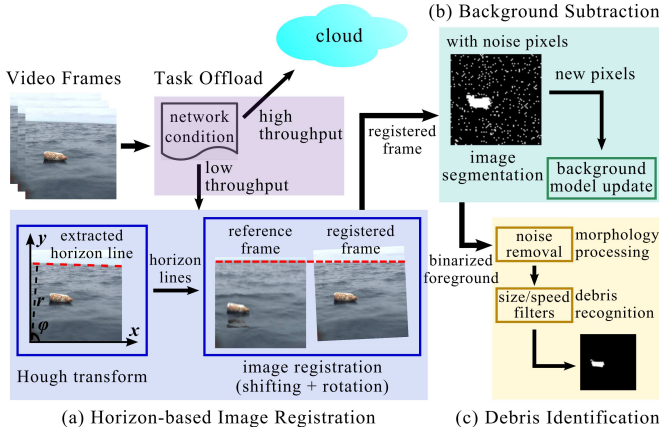 (b) Background Subtraction
cloud
with noise pixels
Video Frames
Task Offload
new pixels
network
condition
high
throughput
registered
frame
low
throughput
image
segmentation
background
model update
y
extracted
horizon line
r
φ
x
horizon
lines
reference
frame
registered
frame
binarized
foreground
noise
removal
morphology
processing
size/speed
filters
debris
recognition
Hough transform
image registration
(shifting + rotation)
(a) Horizon-based Image Registration
(c) Debris Identification